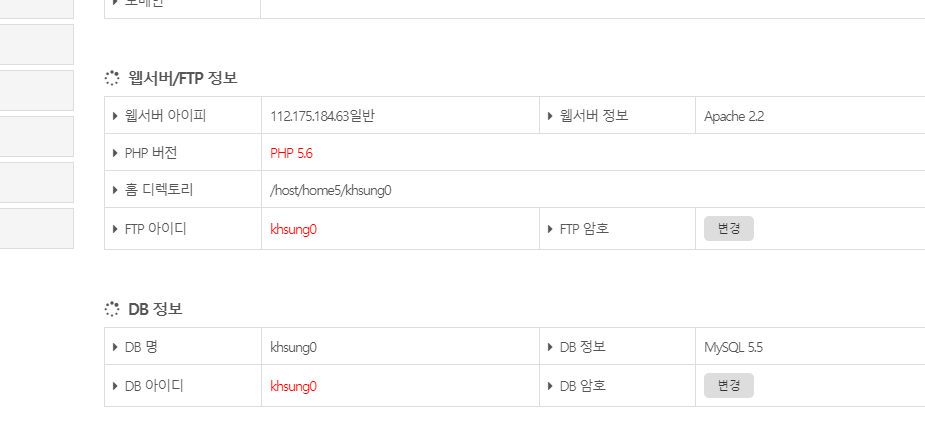 도메인
웹서버/FTP 정보
웹서버 아이피 112.175.184.63일반 웹서버 정보 Apache 2.2
PHP 버전 PHP 5.6
홈 디렉토리 /host/home5/khsung0
FTP 아이디 khsung0 FTP 암호 변경
DB 정보
DB 명 khsung0 DB 정보 MySQL 5.5
DB 아이디 khsung0 DB 암호 변경